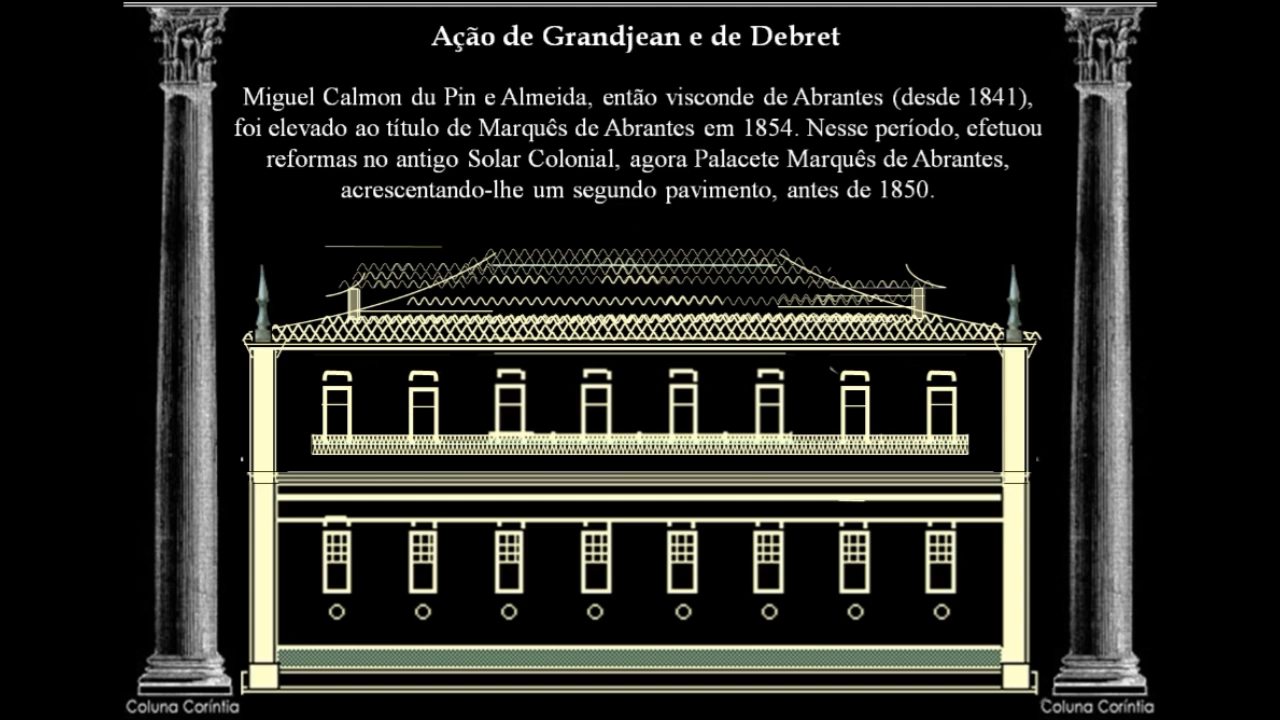 Ação de Grandjean e de Debret
Miguel Calmon du Pin e Almeida, então visconde de Abrantes (desde 1841),
foi elevado ao título de Marquês de Abrantes em 1854. Nesse período, efetuou
reformas no antigo Solar Colonial, agora Palacete Marquês de Abrantes,
acrescentando-lhe um segundo pavimento, antes de 1850.
Coluna Coríntia
Coluna Coríntia